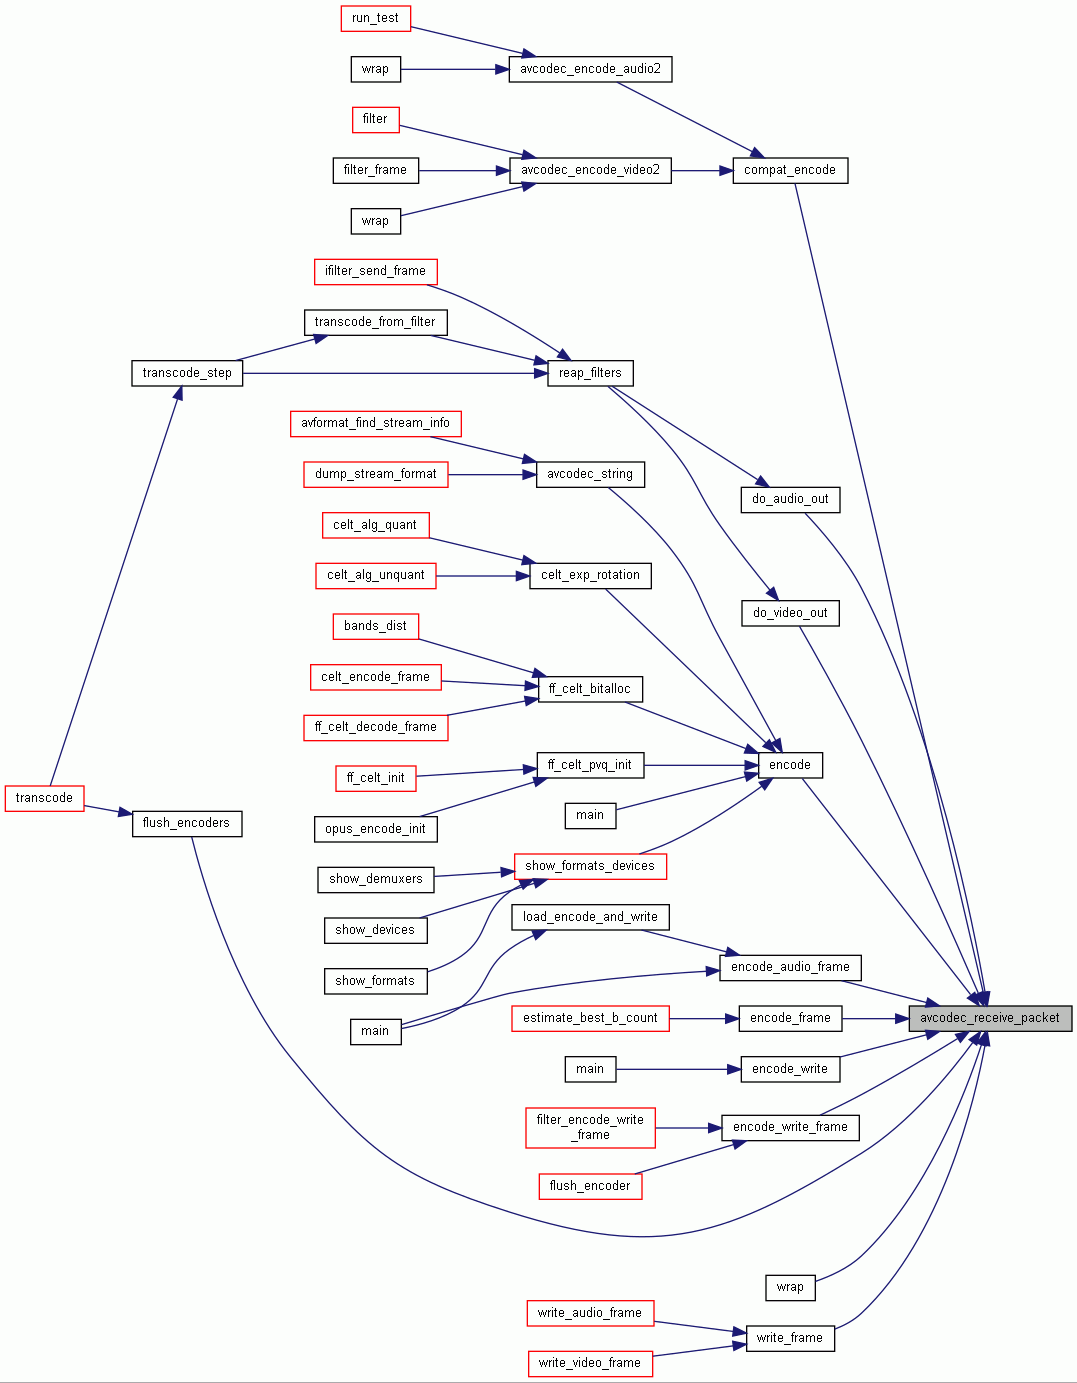 run_test
wrap
avcodec_encode_audio2
filter
filter_frame
avcodec_encode_video2
compat_encode
wrap
ifilter_send_frame
transcode_from_filter
transcode_step
reap_filters
avformat_find_stream_info
dump_stream_format
avcodec_string
do_audio_out
celt_alg_quant
celt_alg_unquant
celt_exp_rotation
do_video_out
bands_dist
celt_encode_frame
ff_celt_bitalloc
ff_celt_decode_frame
ff_celt_init
ff_celt_pvq_init
encode
transcode
flush_encoders
opus_encode_init
main
show_demuxers
show_formats_devices
show_devices
load_encode_and_write
show_formats
encode_audio_frame
main
estimate_best_b_count
encode_frame
avcodec_receive_packet
main
encode_write
filter_encode_write
_frame
encode_write_frame
flush_encoder
wrap
write_audio_frame
write_frame
write_video_frame